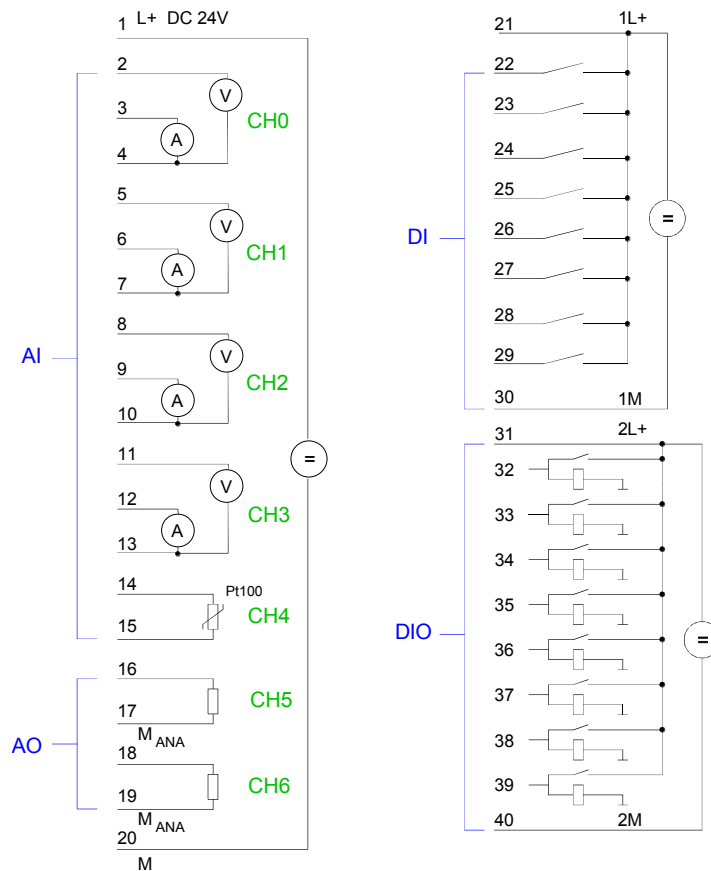 1 L+ DC 24V
2
V
3
CH0
A
4
5
V
6
CH1
A
7
8
V
AI
9
CH2
A
10
11
V
=
12
CH3
A
13
14
Pt100
CH4
15
16
CH5
17
M ANA
AO
18
CH6
19
M ANA
20
M
21 1L+
22
23
24
25
=
DI
26
27
28
29
30 1M
31 2L+
32
33
34
35
DIO
=
36
37
38
39
40 2M